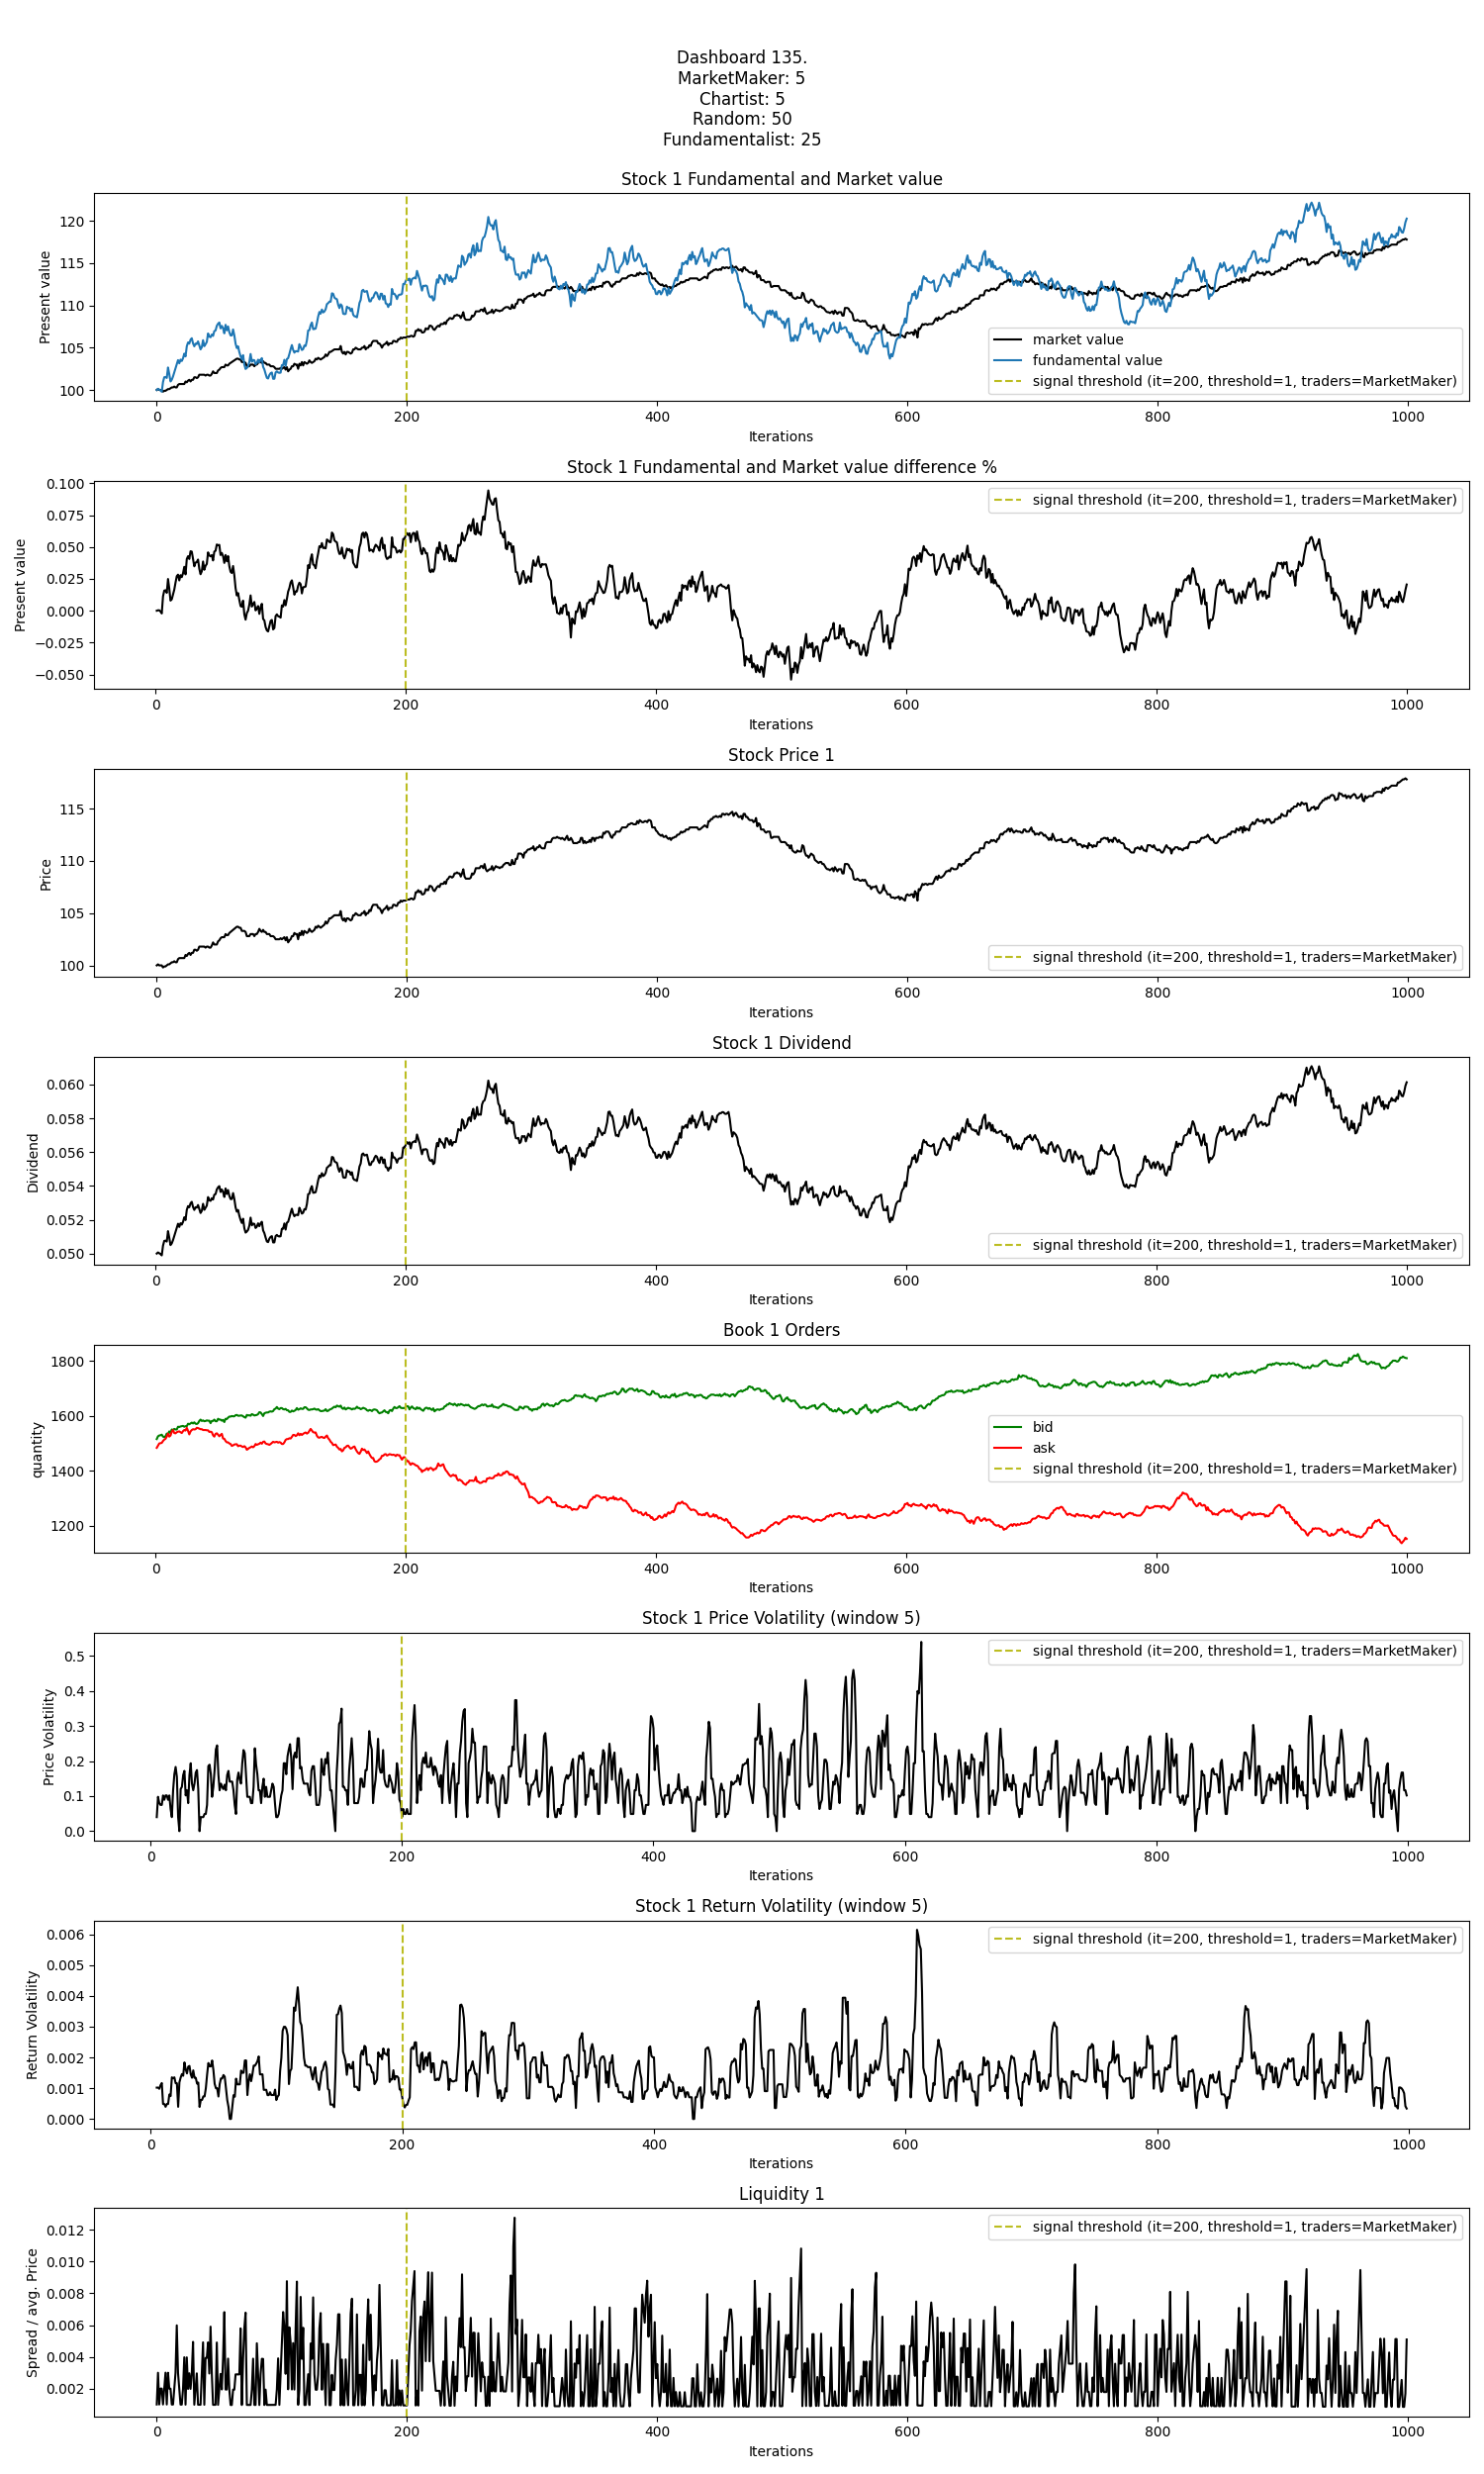 Dashboard 135.
MarketMaker: 5
Chartist: 5
Random: 50
Fundamentalist: 25
Stock 1 Fundamental and Market value
Present value
120
115
110
105
100
market value
fundamental value
signal threshold (it=200, threshold=1, traders=MarketMaker)
0 200 400 600 800 1000
Iterations
Stock 1 Fundamental and Market value difference %
Present value
0.100
0.075
0.050
0.025
0.000
−0.025
−0.050
signal threshold (it=200, threshold=1, traders=MarketMaker)
0 200 400 600 800 1000
Iterations
Stock Price 1
Price
115
110
105
100
signal threshold (it=200, threshold=1, traders=MarketMaker)
0 200 400 600 800 1000
Iterations
Stock 1 Dividend
Dividend
0.060
0.058
0.056
0.054
0.052
0.050
signal threshold (it=200, threshold=1, traders=MarketMaker)
0 200 400 600 800 1000
Iterations
Book 1 Orders
quantity
1800
1600
1400
1200
bid
ask
signal threshold (it=200, threshold=1, traders=MarketMaker)
0 200 400 600 800 1000
Iterations
Stock 1 Price Volatility (window 5)
Price Volatility
0.5
0.4
0.3
0.2
0.1
0.0
signal threshold (it=200, threshold=1, traders=MarketMaker)
0 200 400 600 800 1000
Iterations
Stock 1 Return Volatility (window 5)
Return Volatility
0.006
0.005
0.004
0.003
0.002
0.001
0.000
signal threshold (it=200, threshold=1, traders=MarketMaker)
0 200 400 600 800 1000
Iterations
Liquidity 1
Spread / avg. Price
0.012
0.010
0.008
0.006
0.004
0.002
signal threshold (it=200, threshold=1, traders=MarketMaker)
0 200 400 600 800 1000
Iterations